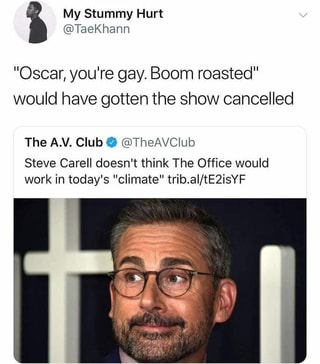 My Stummy Hurt
@TaeKhann
"Oscar, you're gay. Boom roasted"
would have gotten the show cancelled
The A.V. Club @TheAVClub
Steve Carell doesn't think The Office would
work in today's "climate" trib.al/tE2isYF